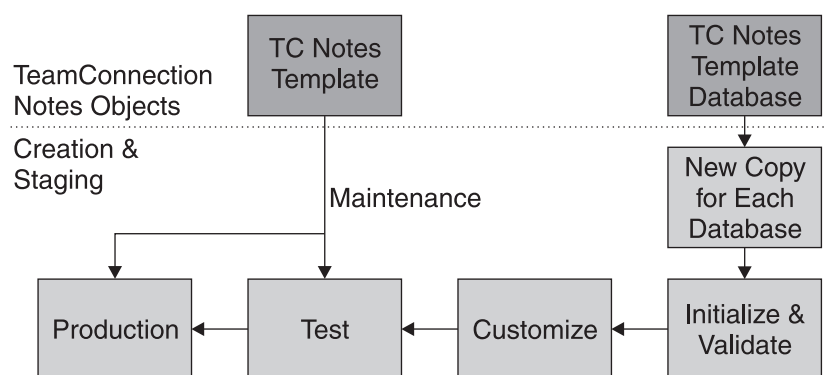 TC Notes
Template
TC Notes
Template
Database
TeamConnection
Notes Objects
Creation &
Staging
New Copy
for Each
Database
Maintenance
Production
Test
Customize
Initialize &
Validate